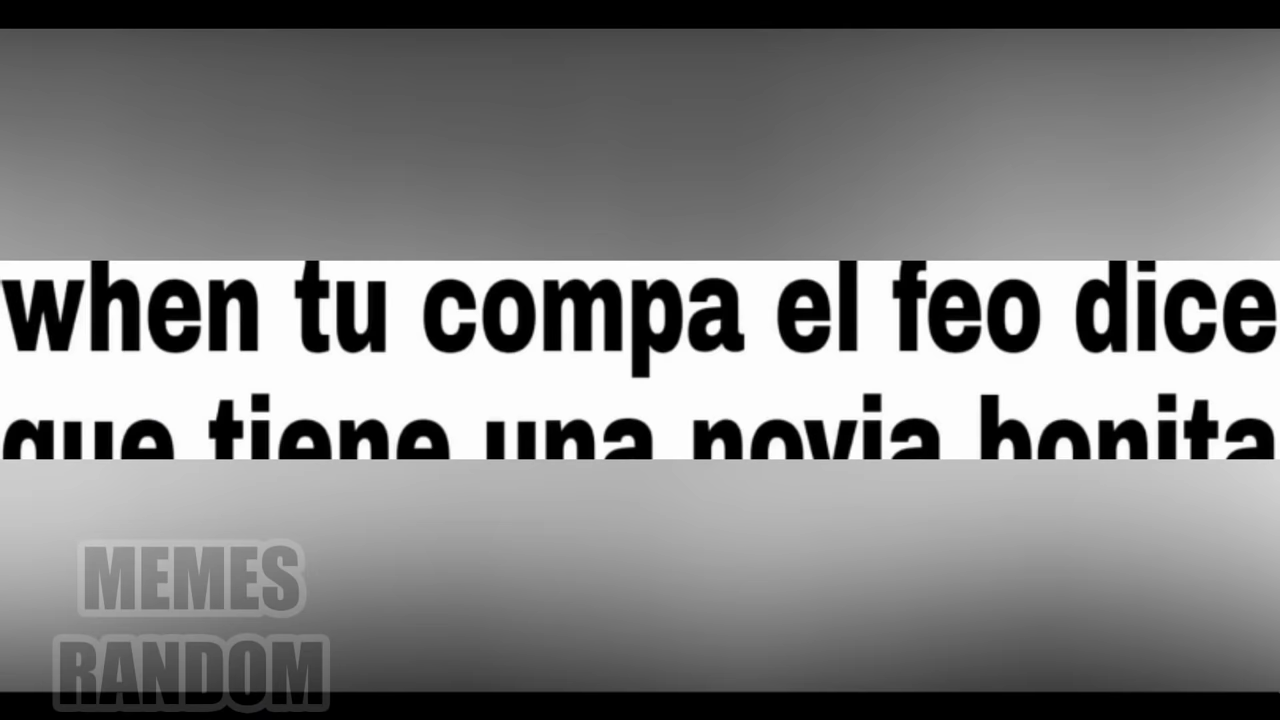 when tu compa el feo dice
que tiene una novia bonita
MEMES
RANDOM